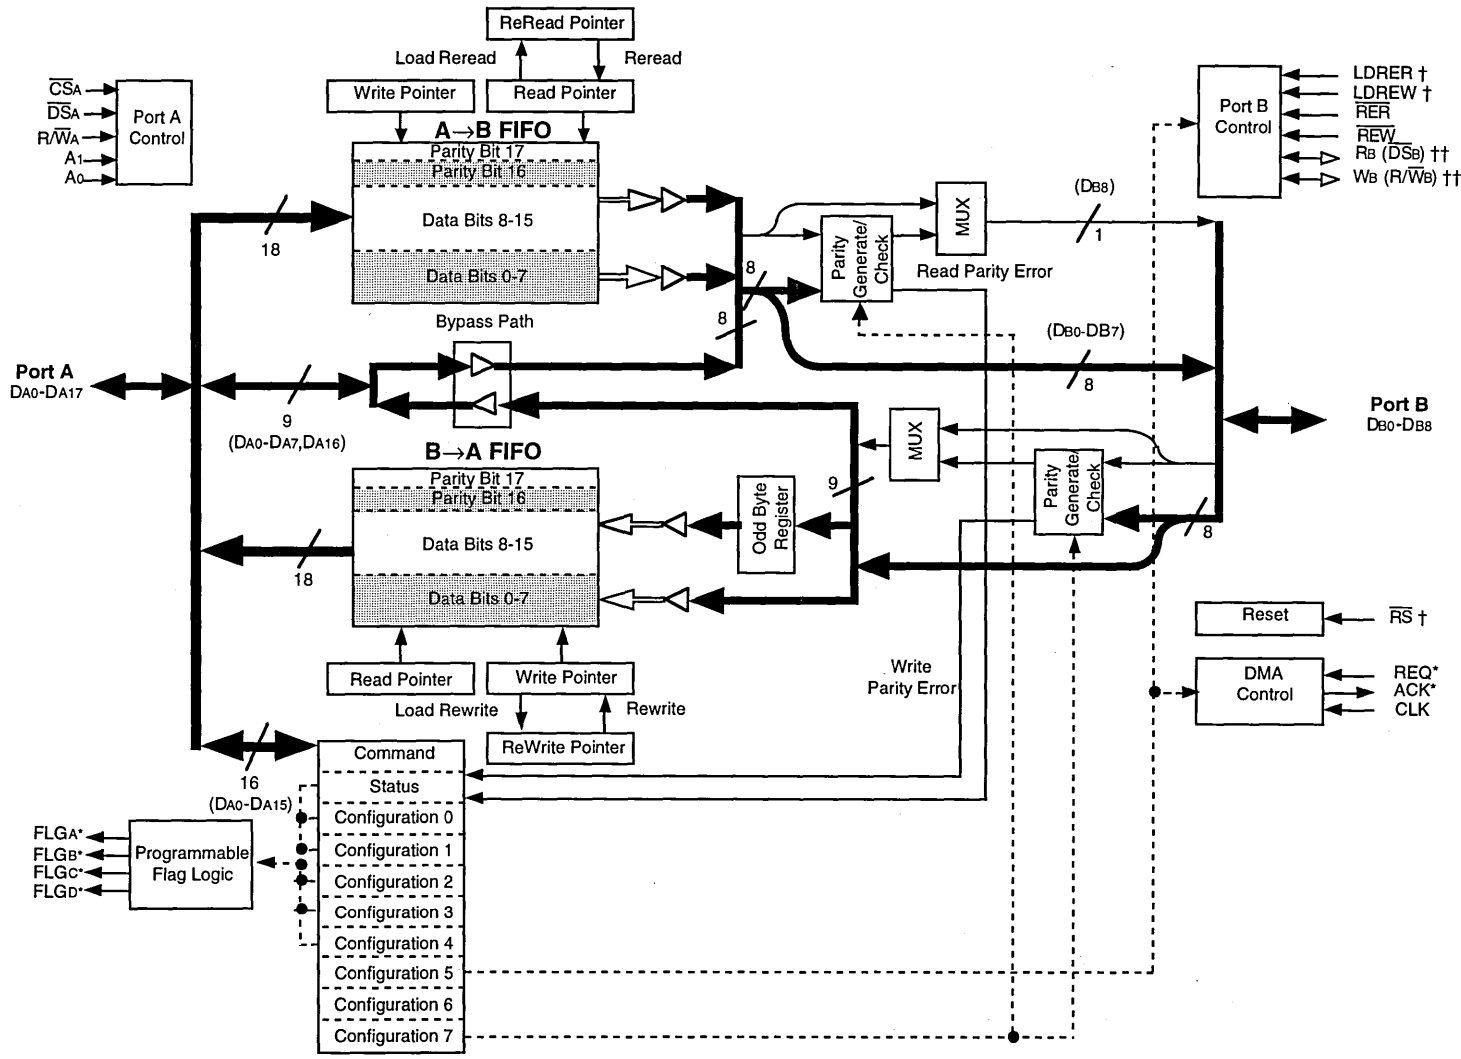 ReRead Pointer
Load Reread
Reread
Write Pointer
Read Pointer
CSA
DSA
R/WA
A1
A0
Port A
Control
A→B FIFO
Parity Bit 17
Parity Bit 16
Data Bits 8-15
Data Bits 0-7
18
8
8
Parity
Generate/
Check
MUX
(DB8)
1
Read Parity Error
Port B
Control
LDRER †
LDREW †
RER
REW
RB (DSB) ††
WB (R/WB) ††
Bypass Path
(DB0-DB7)
8
Port A
DA0-DA17
9
(DA0-DA7,DA16)
Port B
DB0-DB8
B→A FIFO
Parity Bit 17
Parity Bit 16
Data Bits 8-15
Data Bits 0-7
18
Odd Byte
Register
9
MUX
Parity
Generate/
Check
8
Reset
RS †
DMA
Control
REQ*
ACK*
CLK
Read Pointer
Write Pointer
Load Rewrite
Rewrite
ReWrite Pointer
Write
Parity Error
16
(DA0-DA15)
Command
Status
Configuration 0
Configuration 1
Configuration 2
Configuration 3
Configuration 4
Configuration 5
Configuration 6
Configuration 7
FLGA*
FLGB*
FLGC*
FLGD*
Programmable
Flag Logic